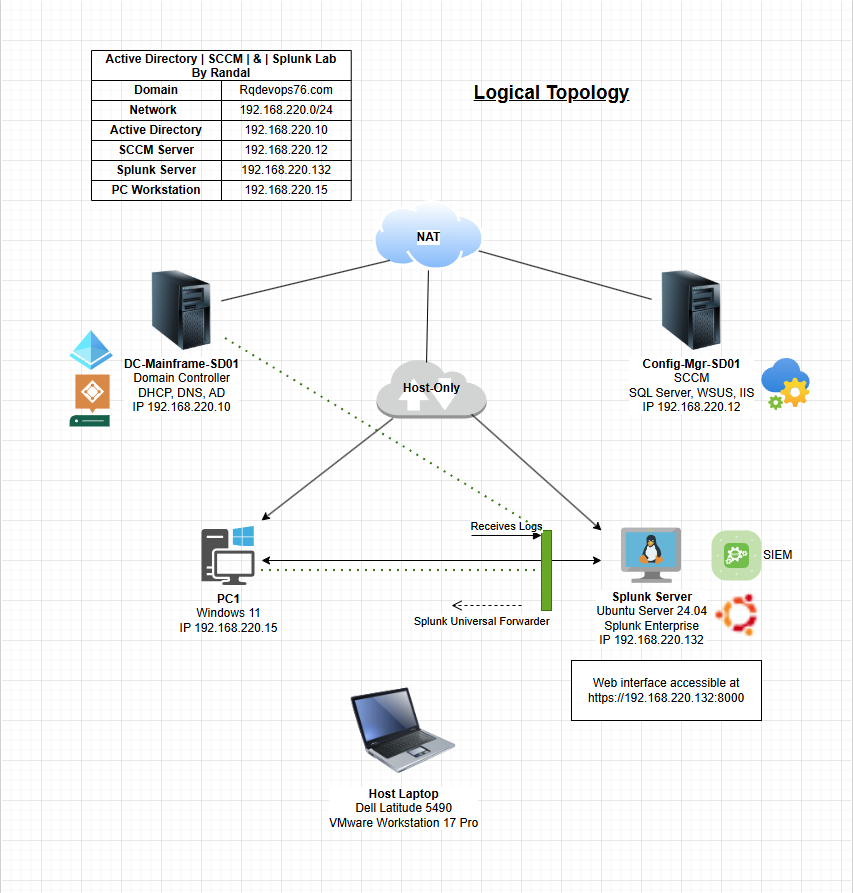 Active Directory | SCCM | & | Splunk Lab
By Randal
Domain Rqdevops76.com
Network 192.168.220.0/24
Active Directory 192.168.220.10
SCCM Server 192.168.220.12
Splunk Server 192.168.220.132
PC Workstation 192.168.220.15
Logical Topology
NAT
DC-Mainframe-SD01
Domain Controller
DHCP, DNS, AD
IP 192.168.220.10
Config-Mgr-SD01
SCCM
SQL Server, WSUS, IIS
IP 192.168.220.12
Host-Only
Receives Logs
SIEM
PC1
Windows 11
IP 192.168.220.15
Splunk Universal Forwarder
Splunk Server
Ubuntu Server 24.04
Splunk Enterprise
IP 192.168.220.132
Web interface accessible at
https://192.168.220.132:8000
Host Laptop
Dell Latitude 5490
VMware Workstation 17 Pro